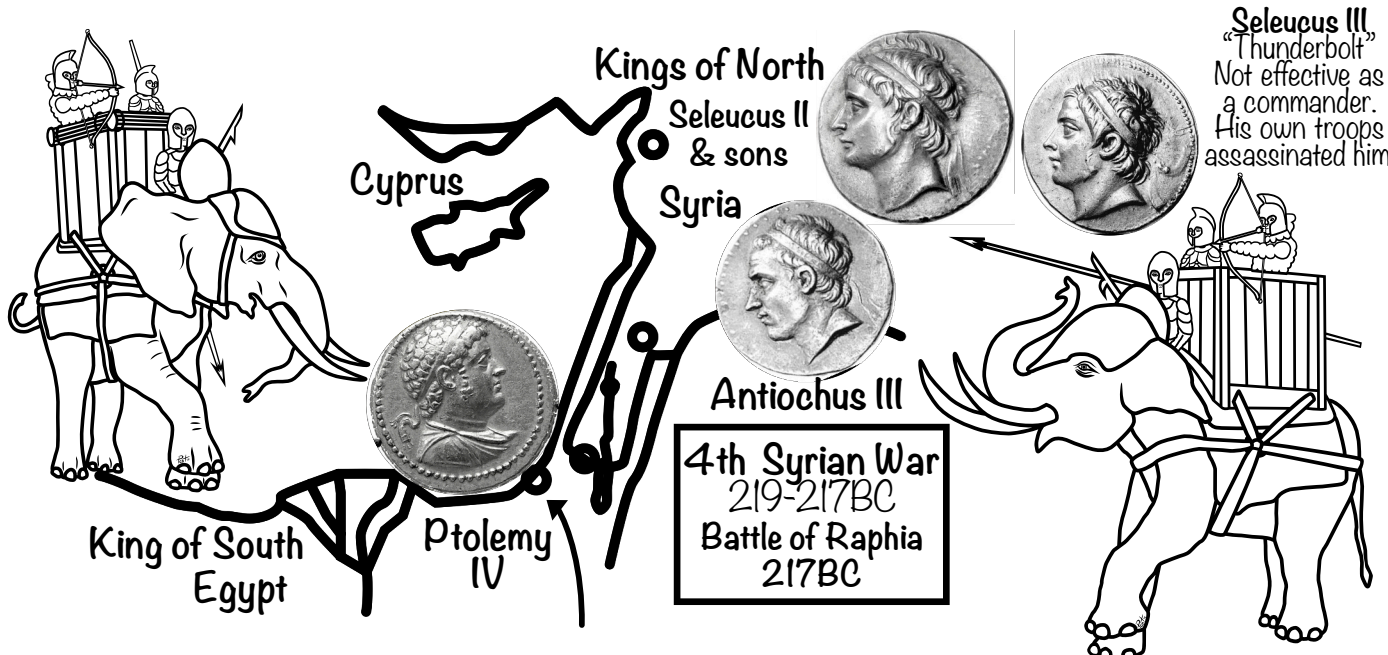 Kings of North
Seleucus II
& sons
Syria
Cyprus
Seleucus III
“Thunderbolt”
Not effective as
a commander.
His own troops
assassinated him
Antiochus III
4th Syrian War
219-217BC
Battle of Raphia
217BC
King of South
Egypt
Ptolemy
IV